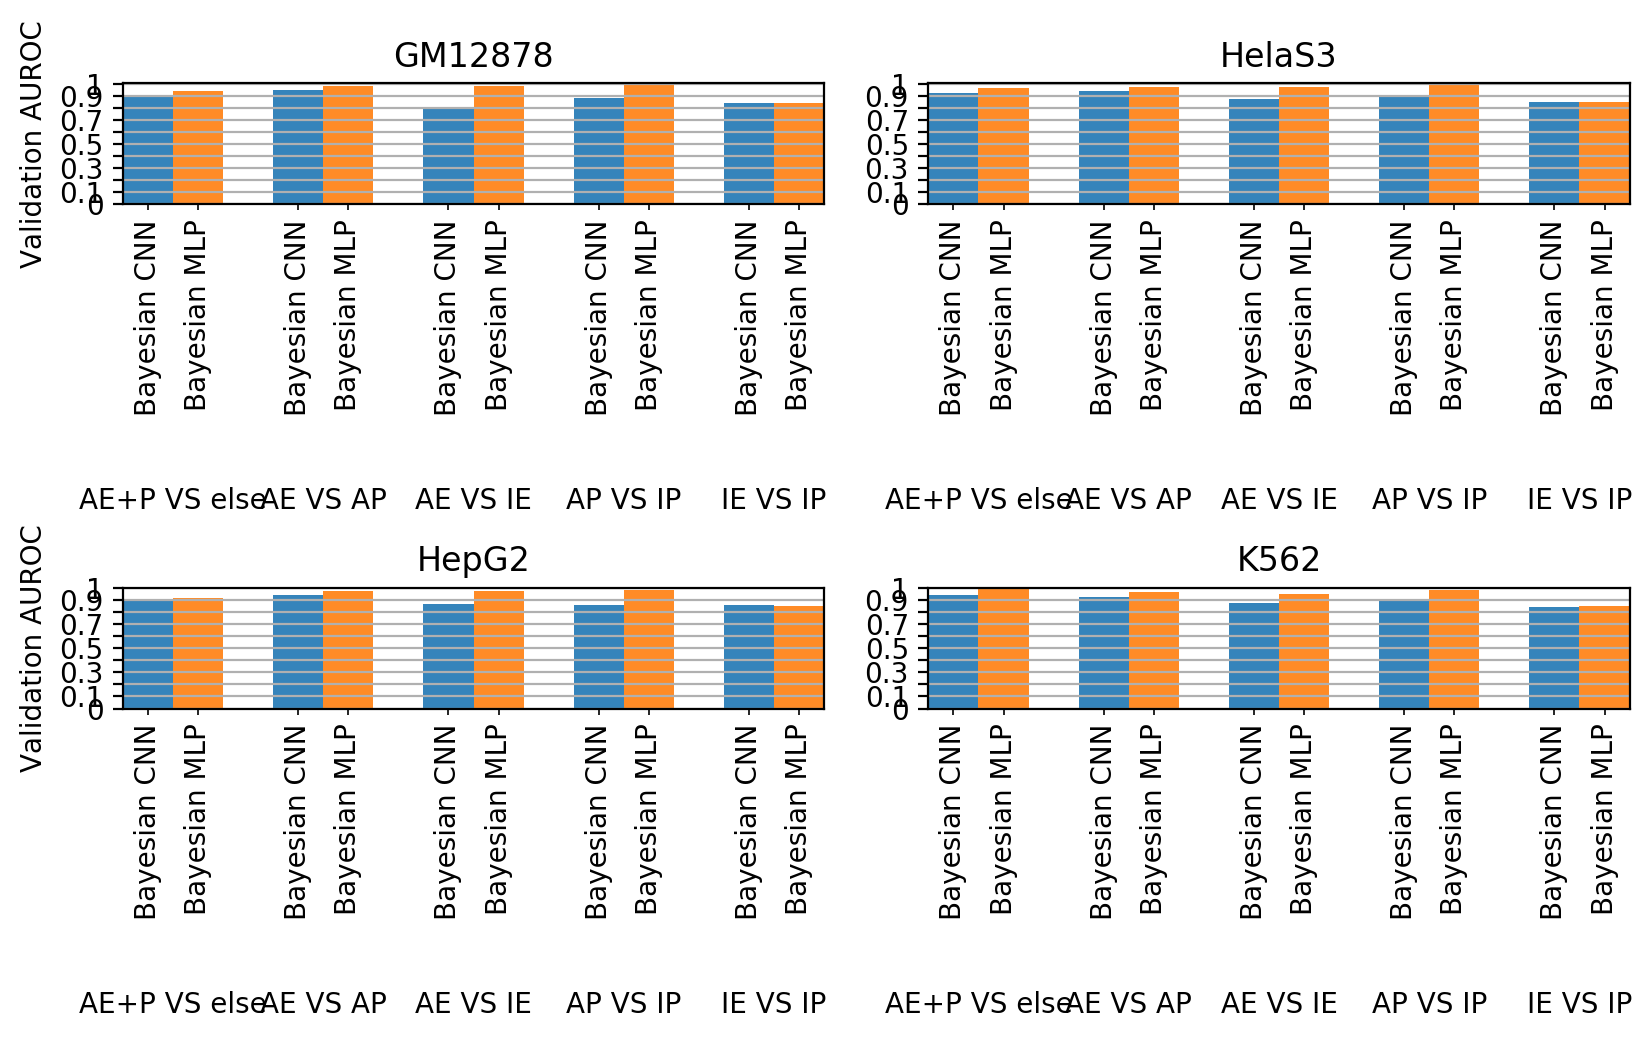 GM12878
Validation AUROC
1
0.9
0.7
0.5
0.3
0.1
0
Bayesian CNN
Bayesian MLP
Bayesian CNN
Bayesian MLP
Bayesian CNN
Bayesian MLP
Bayesian CNN
Bayesian MLP
Bayesian CNN
Bayesian MLP
AE+P VS else
AE VS AP
AE VS IE
AP VS IP
IE VS IP
HelaS3
1
0.9
0.7
0.5
0.3
0.1
0
Bayesian CNN
Bayesian MLP
Bayesian CNN
Bayesian MLP
Bayesian CNN
Bayesian MLP
Bayesian CNN
Bayesian MLP
Bayesian CNN
Bayesian MLP
AE+P VS else
AE VS AP
AE VS IE
AP VS IP
IE VS IP
HepG2
Validation AUROC
1
0.9
0.7
0.5
0.3
0.1
0
Bayesian CNN
Bayesian MLP
Bayesian CNN
Bayesian MLP
Bayesian CNN
Bayesian MLP
Bayesian CNN
Bayesian MLP
Bayesian CNN
Bayesian MLP
AE+P VS else
AE VS AP
AE VS IE
AP VS IP
IE VS IP
K562
1
0.9
0.7
0.5
0.3
0.1
0
Bayesian CNN
Bayesian MLP
Bayesian CNN
Bayesian MLP
Bayesian CNN
Bayesian MLP
Bayesian CNN
Bayesian MLP
Bayesian CNN
Bayesian MLP
AE+P VS else
AE VS AP
AE VS IE
AP VS IP
IE VS IP